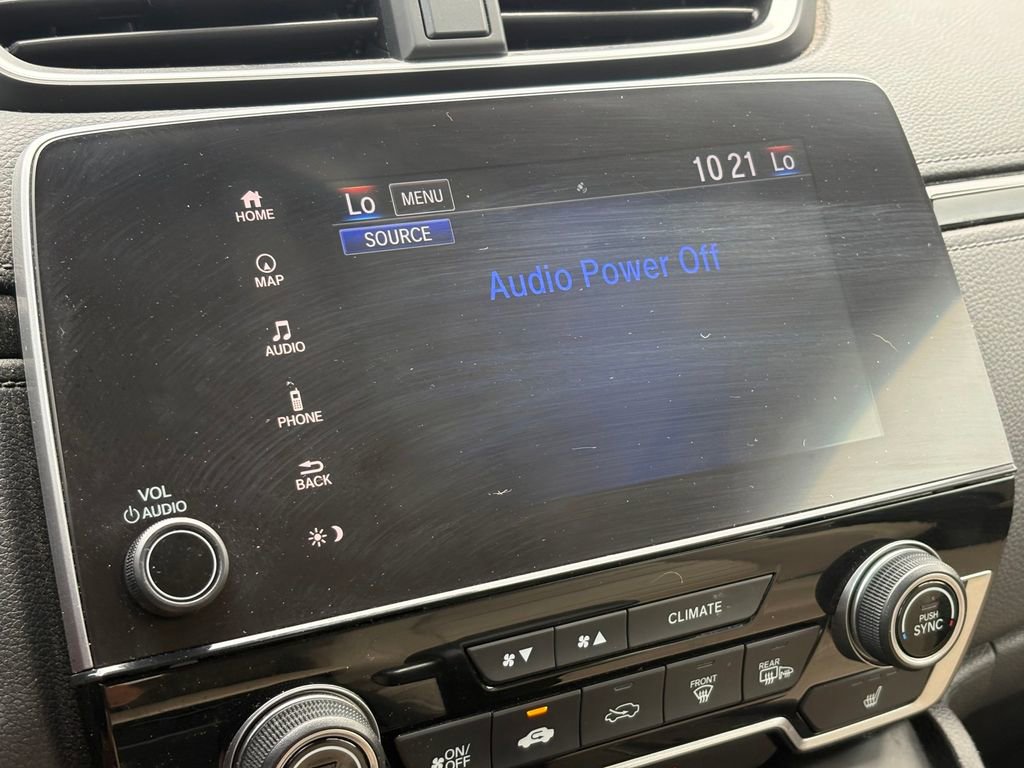 Lo MENU 10 21 Lo
SOURCE
Audio Power Off
HOME
MAP
AUDIO
PHONE
BACK
VOL
AUDIO
CLIMATE
PUSH
SYNC
FRONT
REAR
ON/
OFF